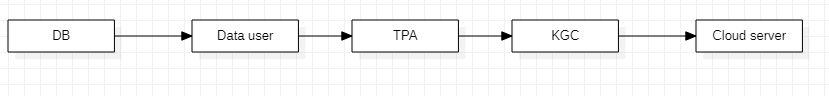 DB
Data user
TPA
KGC
Cloud server